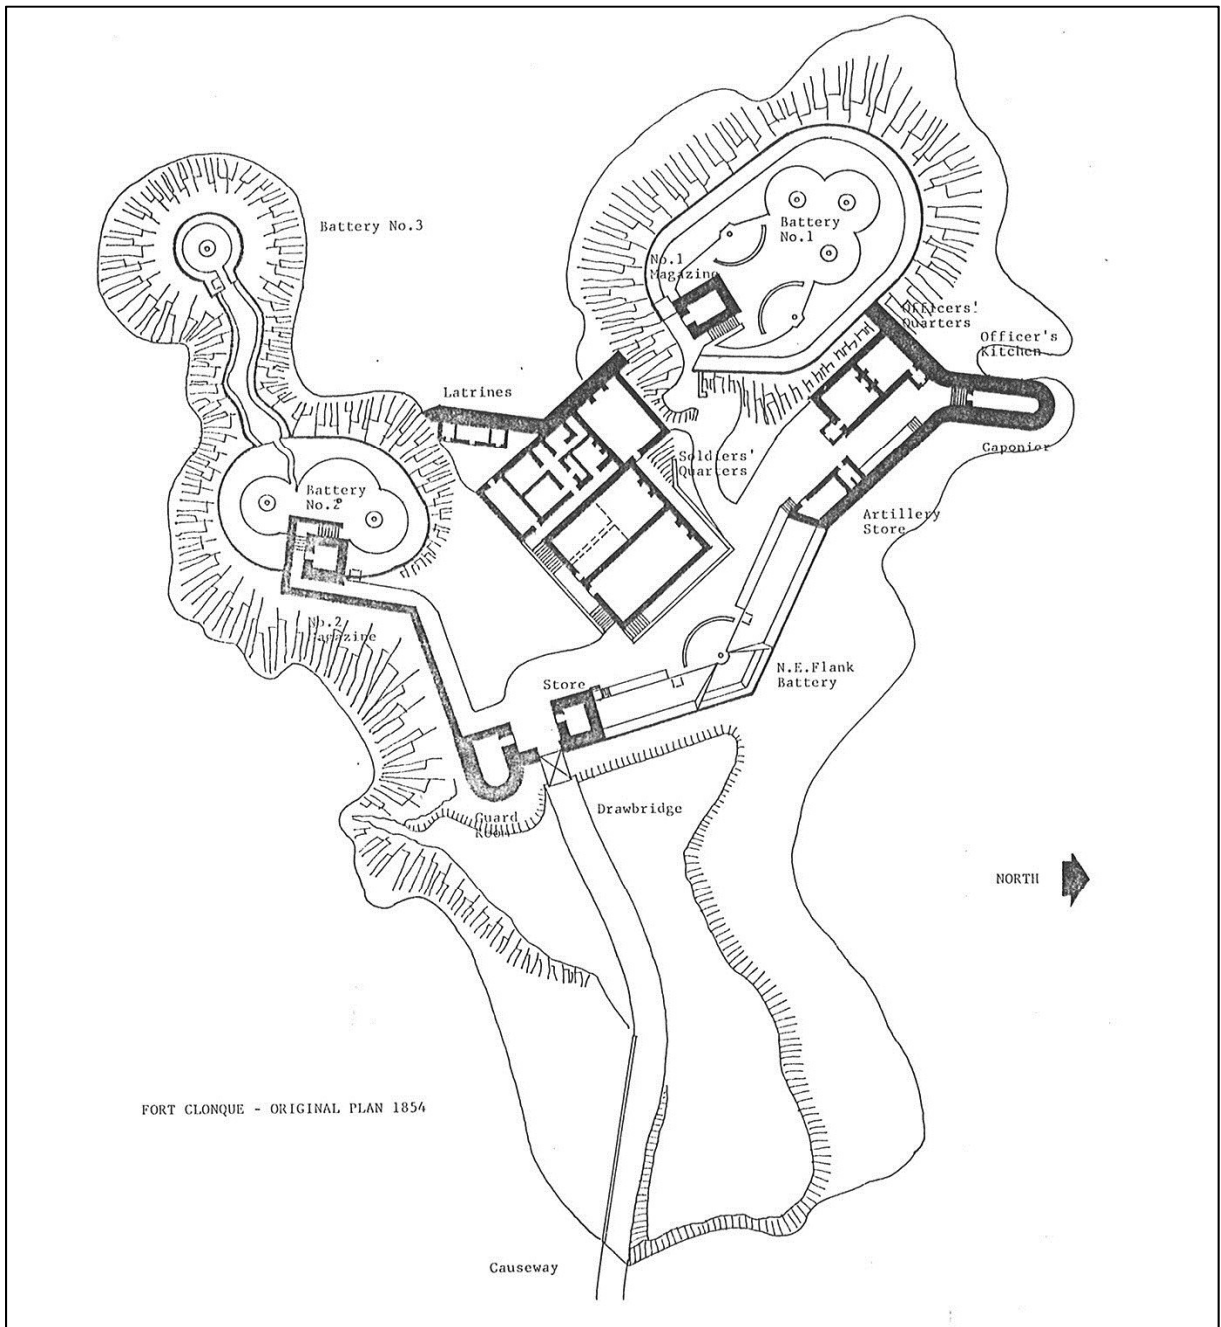 Battery No.3
Battery
No.1
No.1
Magazine
Officers'
Quarters
Officer's
Kitchen
Latrines
Caponier
Soldiers'
Quarters
Battery
No.2
Artillery
Store
No.2
Magazine
N.E.Flank
Battery
Store
Drawbridge
Guard
Room
NORTH
FORT CLONQUE - ORIGINAL PLAN 1854
Causeway